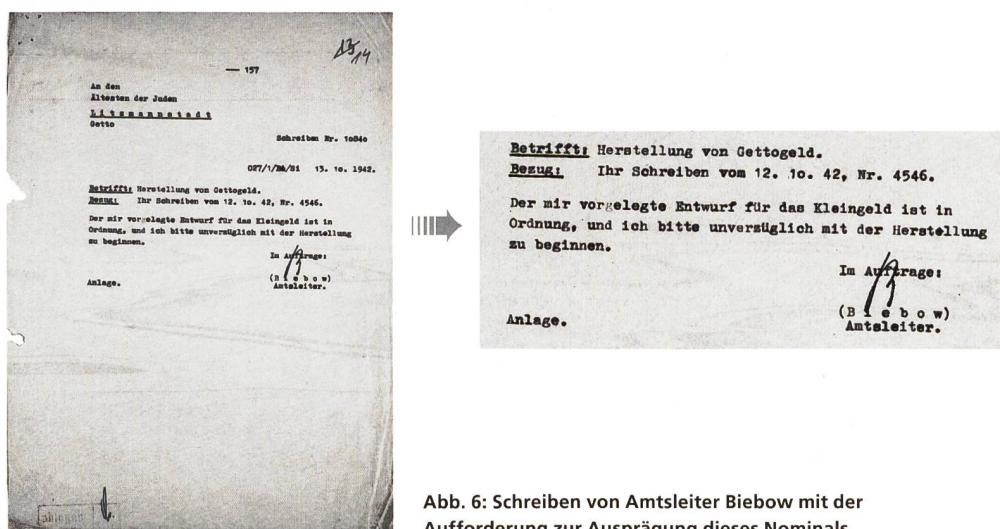 13/14
— 157
An den
Ältesten der Juden
Litzmannstadt
Getto
Schreiben Nr. 10840
027/1/BA/Si 13. 10. 1942.
Betrifft: Herstellung von Gettogeld.
Bezug: Ihr Schreiben vom 12. 10. 42, Nr. 4546.
Der mir vorgelegte Entwurf für das Kleingeld ist in
Ordnung, und ich bitte unverzüglich mit der Herstellung
zu beginnen.
Im Auftrage:
(B i e b o w)
Amtsleiter.
Anlage.
Betrifft: Herstellung von Gettogeld.
Bezug: Ihr Schreiben vom 12. 10. 42, Nr. 4546.
Der mir vorgelegte Entwurf für das Kleingeld ist in
Ordnung, und ich bitte unverzüglich mit der Herstellung
zu beginnen.
Im Auftrage:
(B i e b o w)
Amtsleiter.
Anlage.
Abb. 6: Schreiben von Amtsleiter Biebow mit der
Aufforderung zur Ausprägung dieses Nominals